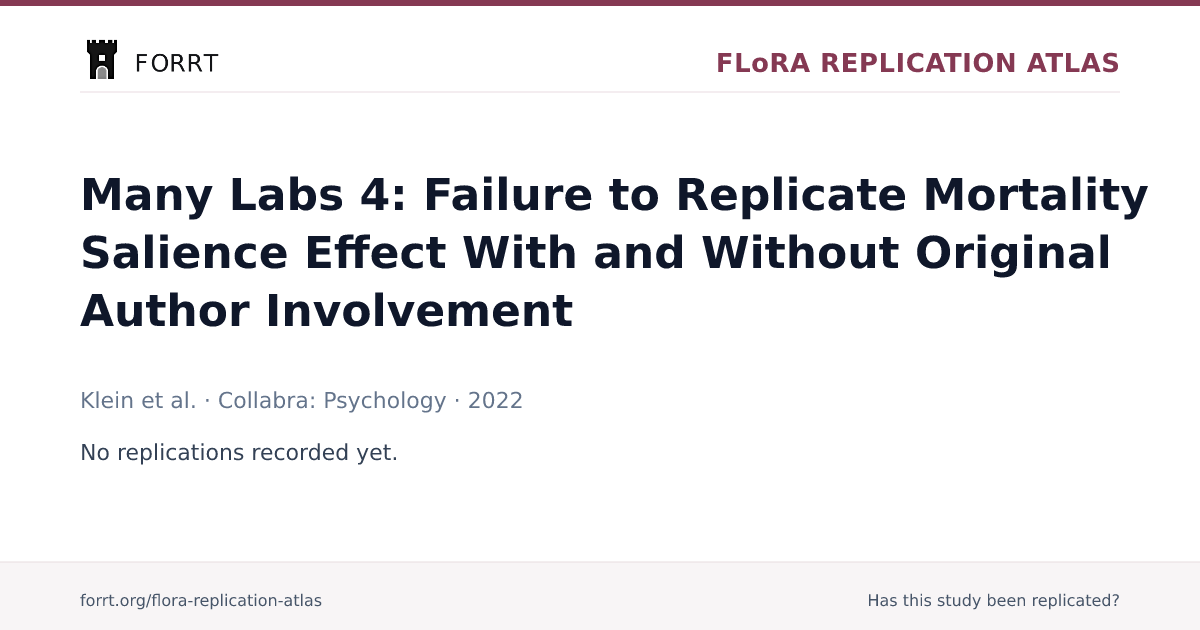 FORRT
FLoRA REPLICATION ATLAS
Many Labs 4: Failure to Replicate Mortality
Salience Effect With and Without Original
Author Involvement
Klein et al. · Collabra: Psychology · 2022
No replications recorded yet.
forrt.org/flora-replication-atlas
Has this study been replicated?